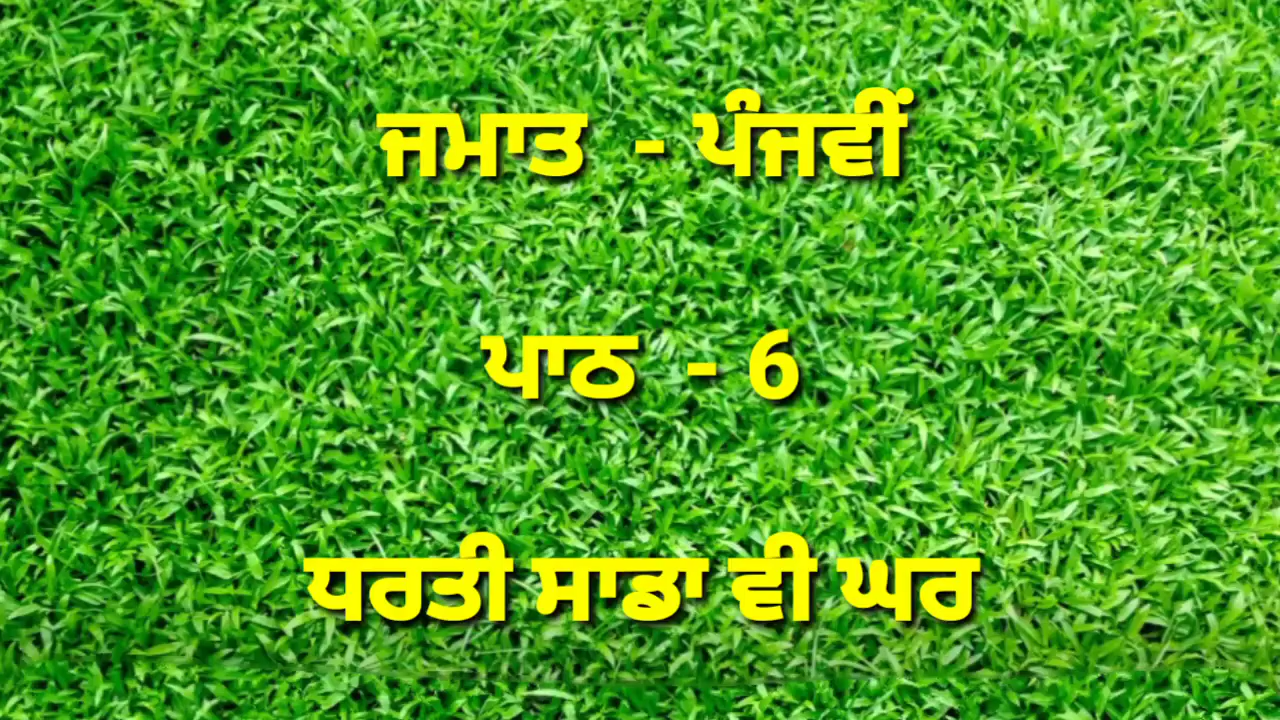 ਜਮਾਤ - ਪੰਜਵੀਂ
ਪਾਠ - 6
ਧਰਤੀ ਸਾਡਾ ਵੀ ਘਰ